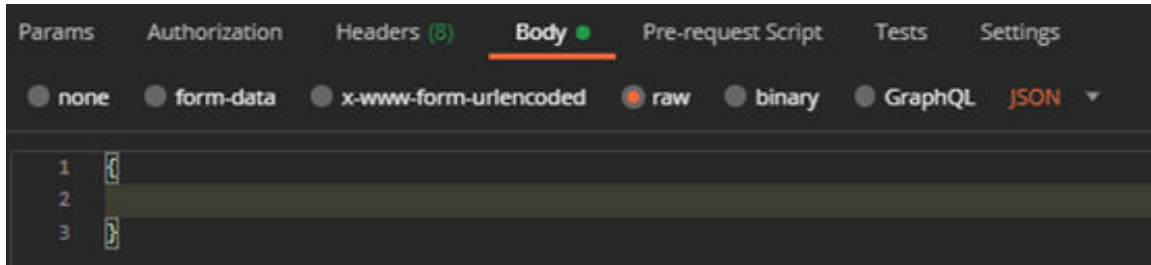 Params Authorization Headers (8) Body Pre-request Script Tests Settings
none form-data x-www-form-urlencoded raw binary GraphQL JSON
1 {
2
3 }